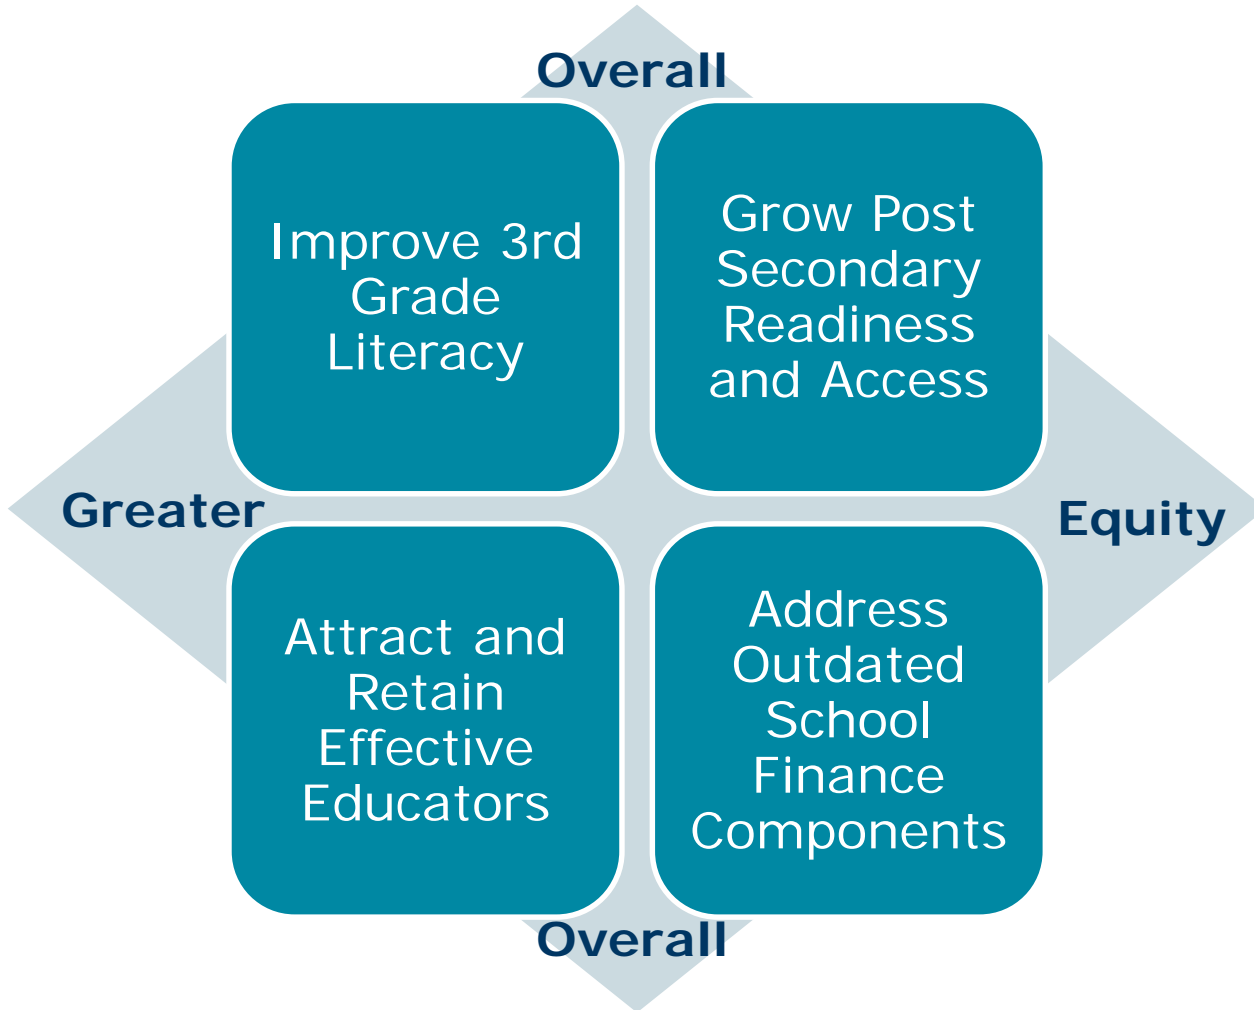 Overall
Improve 3rd
Grade
Literacy
Grow Post
Secondary
Readiness
and Access
Greater
Equity
Attract and
Retain
Effective
Educators
Address
Outdated
School
Finance
Components
Overall